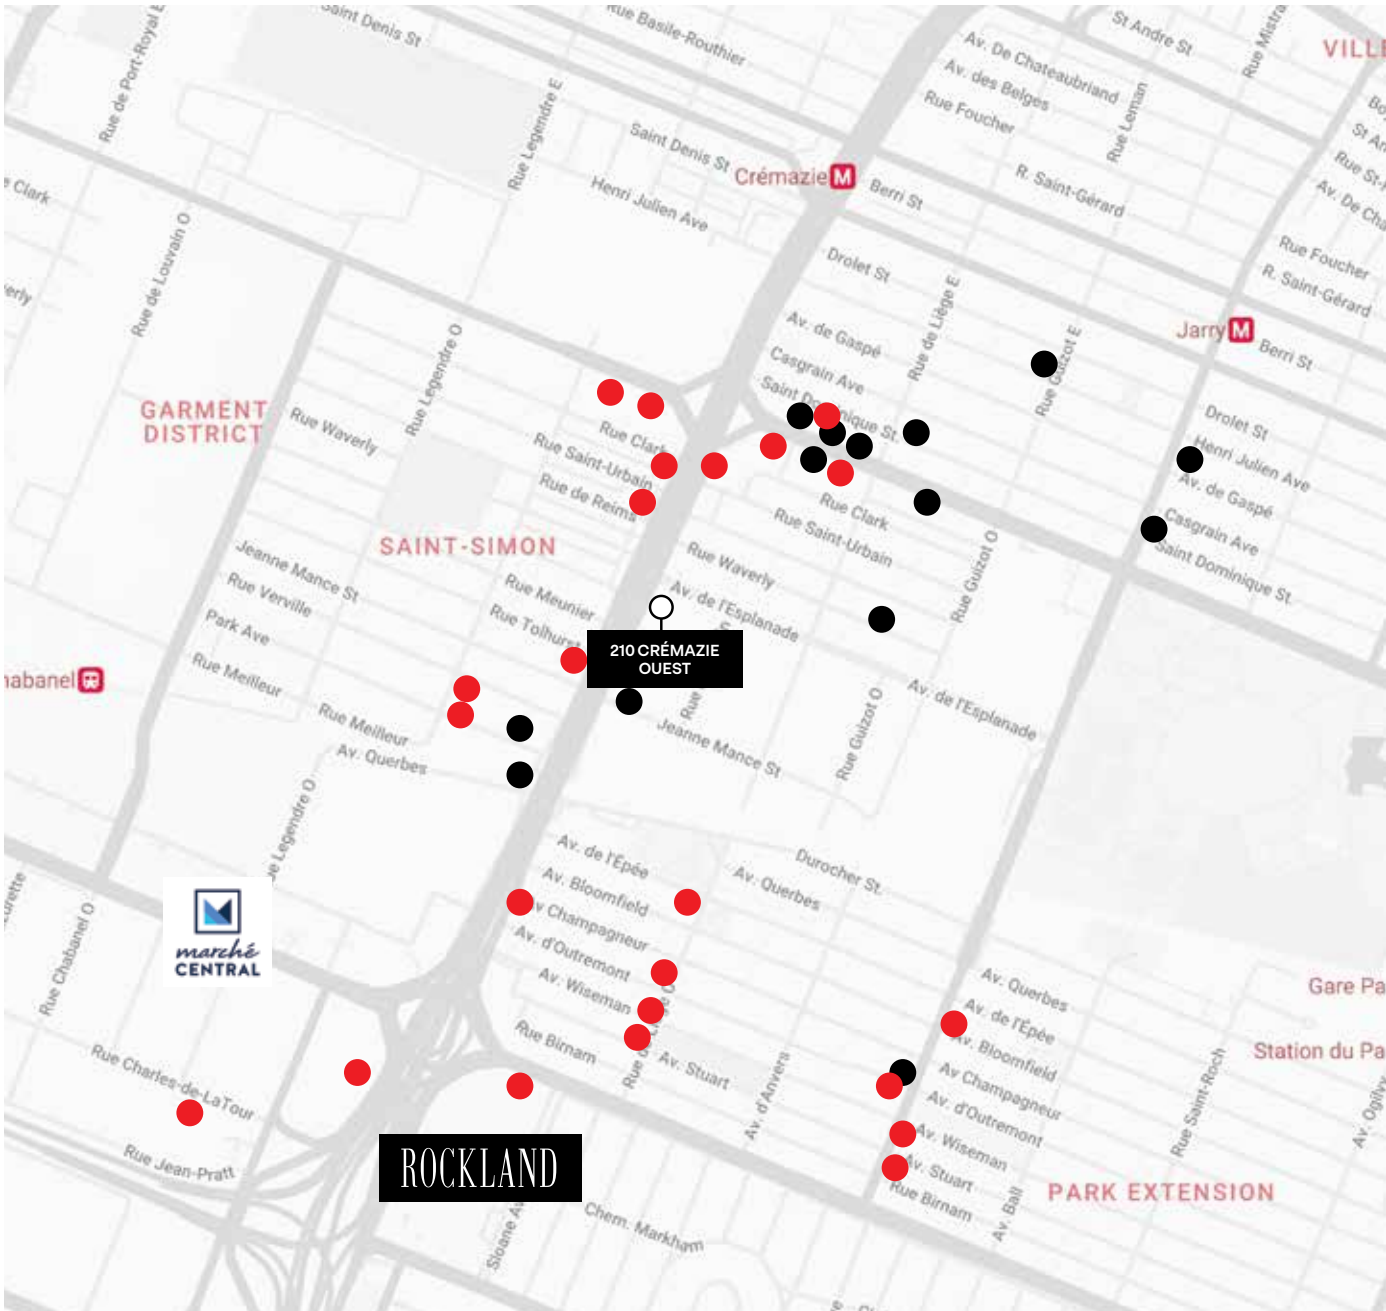 Saint Denis St
Rue Basile-Routhier
St Andre St
VILLE
Av. De Chateaubriand
Av. des Belges
Rue Foucher
Rue Leman
Rue Legendre E
Saint Denis St
Crémazie M
Berri St
R. Saint-Gérard
Henri Julien Ave
e Clark
Rue de Louvain O
Drolet St
Rue Foucher
R. Saint-Gérard
erly
Av. de Gaspé
Rue de Liège E
Jarry M
Berri St
Casgrain Ave
Rue Guizot E
Rue Legendre O
GARMENT
DISTRICT
Rue Waverly
Rue Clark
Drolet St
Henri Julien Ave
Rue Saint-Urbain
Rue de Reims
Av. de Gaspé
Rue Clark
Casgrain Ave
Rue Saint-Urbain
SAINT-SIMON
Rue Waverly
Saint Dominique St.
Jeanne Mance St
Rue Verville
Rue Meunier
Av. de l'Esplanade
Rue Guizot O
Park Ave
Rue Tolhurst
210 CRÉMAZIE
OUEST
habanel
Rue Meilleur
Av. de l'Esplanade
Rue Meilleur
Jeanne Mance St
Rue Guizot O
Av. Querbes
Av. de l'Épée
Durocher St.
Av. Bloomfield
Av. Querbes
marché
CENTRAL
Av. d'Outremont
Rue Chabanel O
Av. Wiseman
Av. Querbes
Gare Pa
Av. de l'Épée
Rue Birnam
Av. Bloomfield
Station du Pa
Av. Stuart
Rue Charles-de-LaTour
Av Champagneur
Av. d'Anvers
Av. d'Outremont
Rue Saint-Roch
Av. Wiseman
Rue Jean-Pratt
ROCKLAND
Av. Stuart
PARK EXTENSION
Rue Birnam
Av. Ball
Chem. Markham